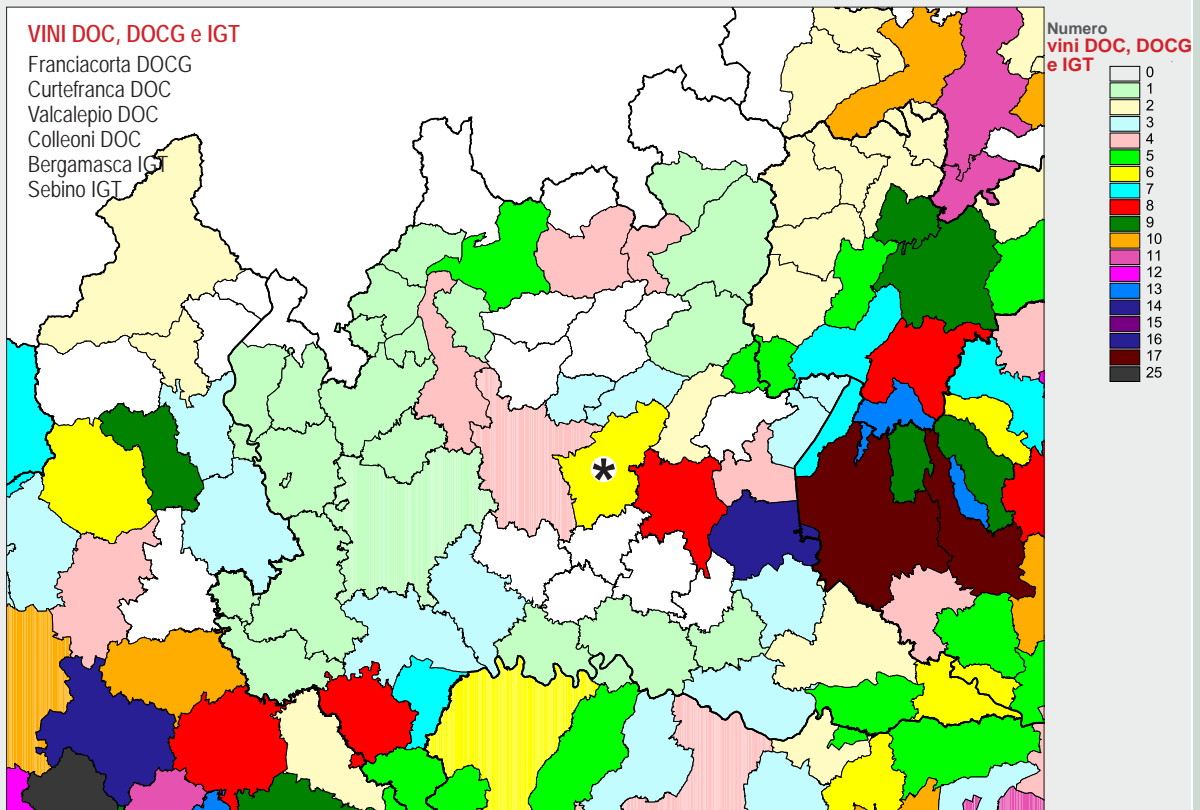 VINI DOC, DOCG e IGT
Franciacorta DOCG
Curtefranca DOC
Valcalepio DOC
Colleoni DOC
Bergamasca IGT
Sebino IGT
*
Numero
vini DOC, DOCG
e IGT
0
1
2
3
4
5
6
7
8
9
10
11
12
13
14
15
16
17
25